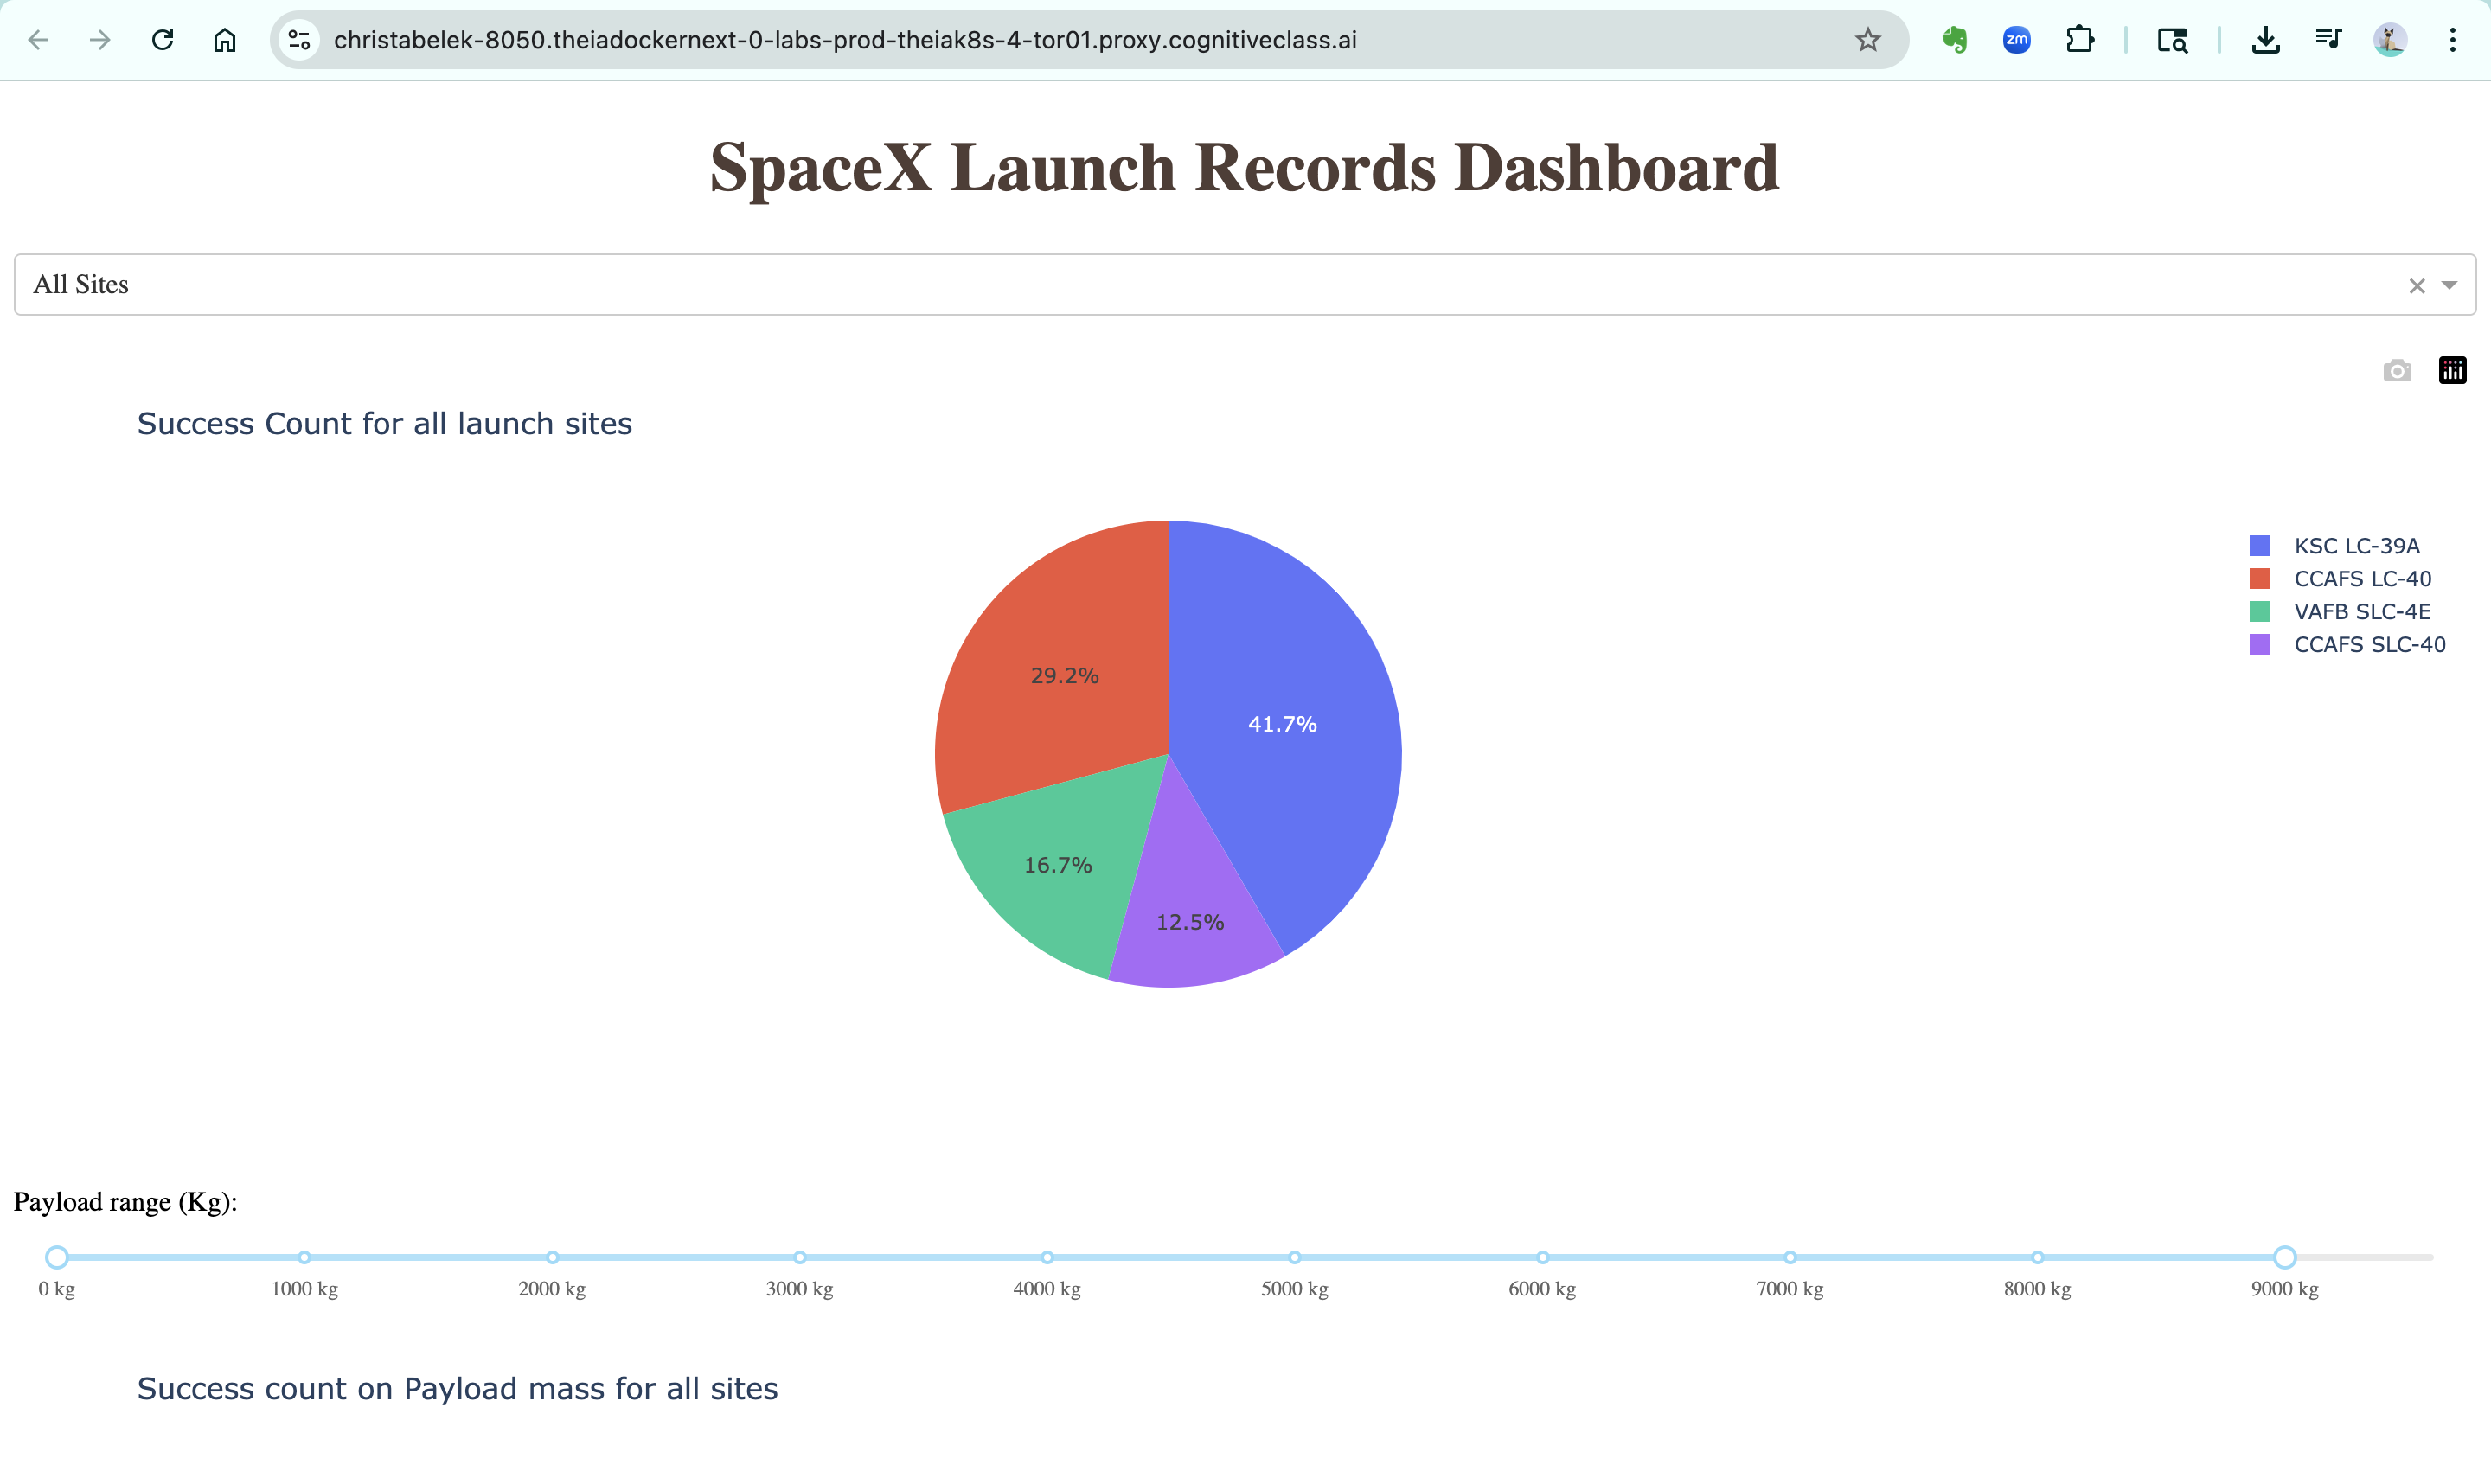 christabelek-8050.theiadockernext-0-labs-prod-theiak8s-4-tor01.proxy.cognitiveclass.ai
zm
SpaceX Launch Records Dashboard
All Sites
Success Count for all launch sites
KSC LC-39A
CCAFS LC-40
VAFB SLC-4E
CCAFS SLC-40
29.2%
41.7%
16.7%
12.5%
Payload range (Kg):
0 kg 1000 kg 2000 kg 3000 kg 4000 kg 5000 kg 6000 kg 7000 kg 8000 kg 9000 kg
Success count on Payload mass for all sites